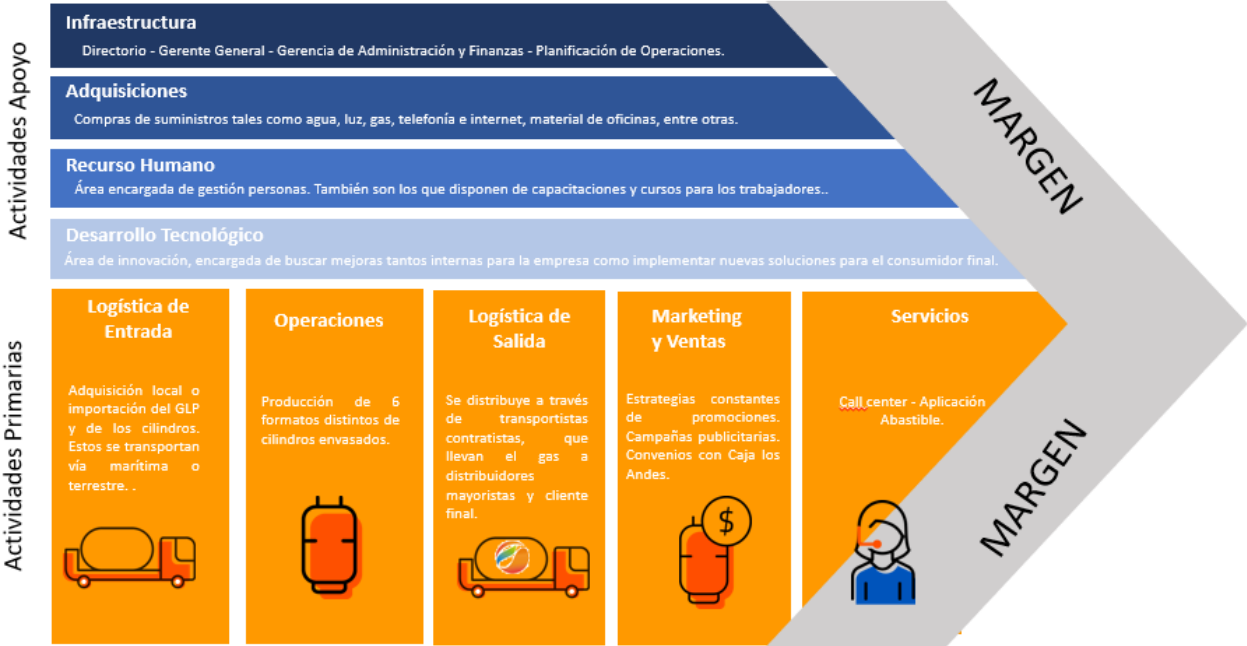 Actividades Apoyo
Infraestructura
Directorio - Gerente General - Gerencia de Administración y Finanzas - Planificación de Operaciones.
Adquisiciones
Compras de suministros tales como agua, luz, gas, telefonía e internet, material de oficinas, entre otras.
Recurso Humano
Área encargada de gestión personas. También son los que disponen de capacitaciones y cursos para los trabajadores..
Desarrollo Tecnológico
Área de innovación, encargada de buscar mejoras tantos internas para la empresa como implementar nuevas soluciones para el consumidor final.
MARGEN
Actividades Primarias
Logística de
Entrada
Adquisición local o
importación del GLP
y de los cilindros.
Estos se transportan
vía marítima o
terrestre. .
Operaciones
Producción de 6
formatos distintos de
cilindros envasados.
Logística de
Salida
Se distribuye a través
de transportistas
contratistas, que
llevan el gas a
distribuidores
mayoristas y cliente
final.
Marketing
y Ventas
Estrategias constantes
de promociones.
Campañas publicitarias.
Convenios con Caja los
Andes.
$
Servicios
Call center - Aplicación
Abastible.
MARGEN